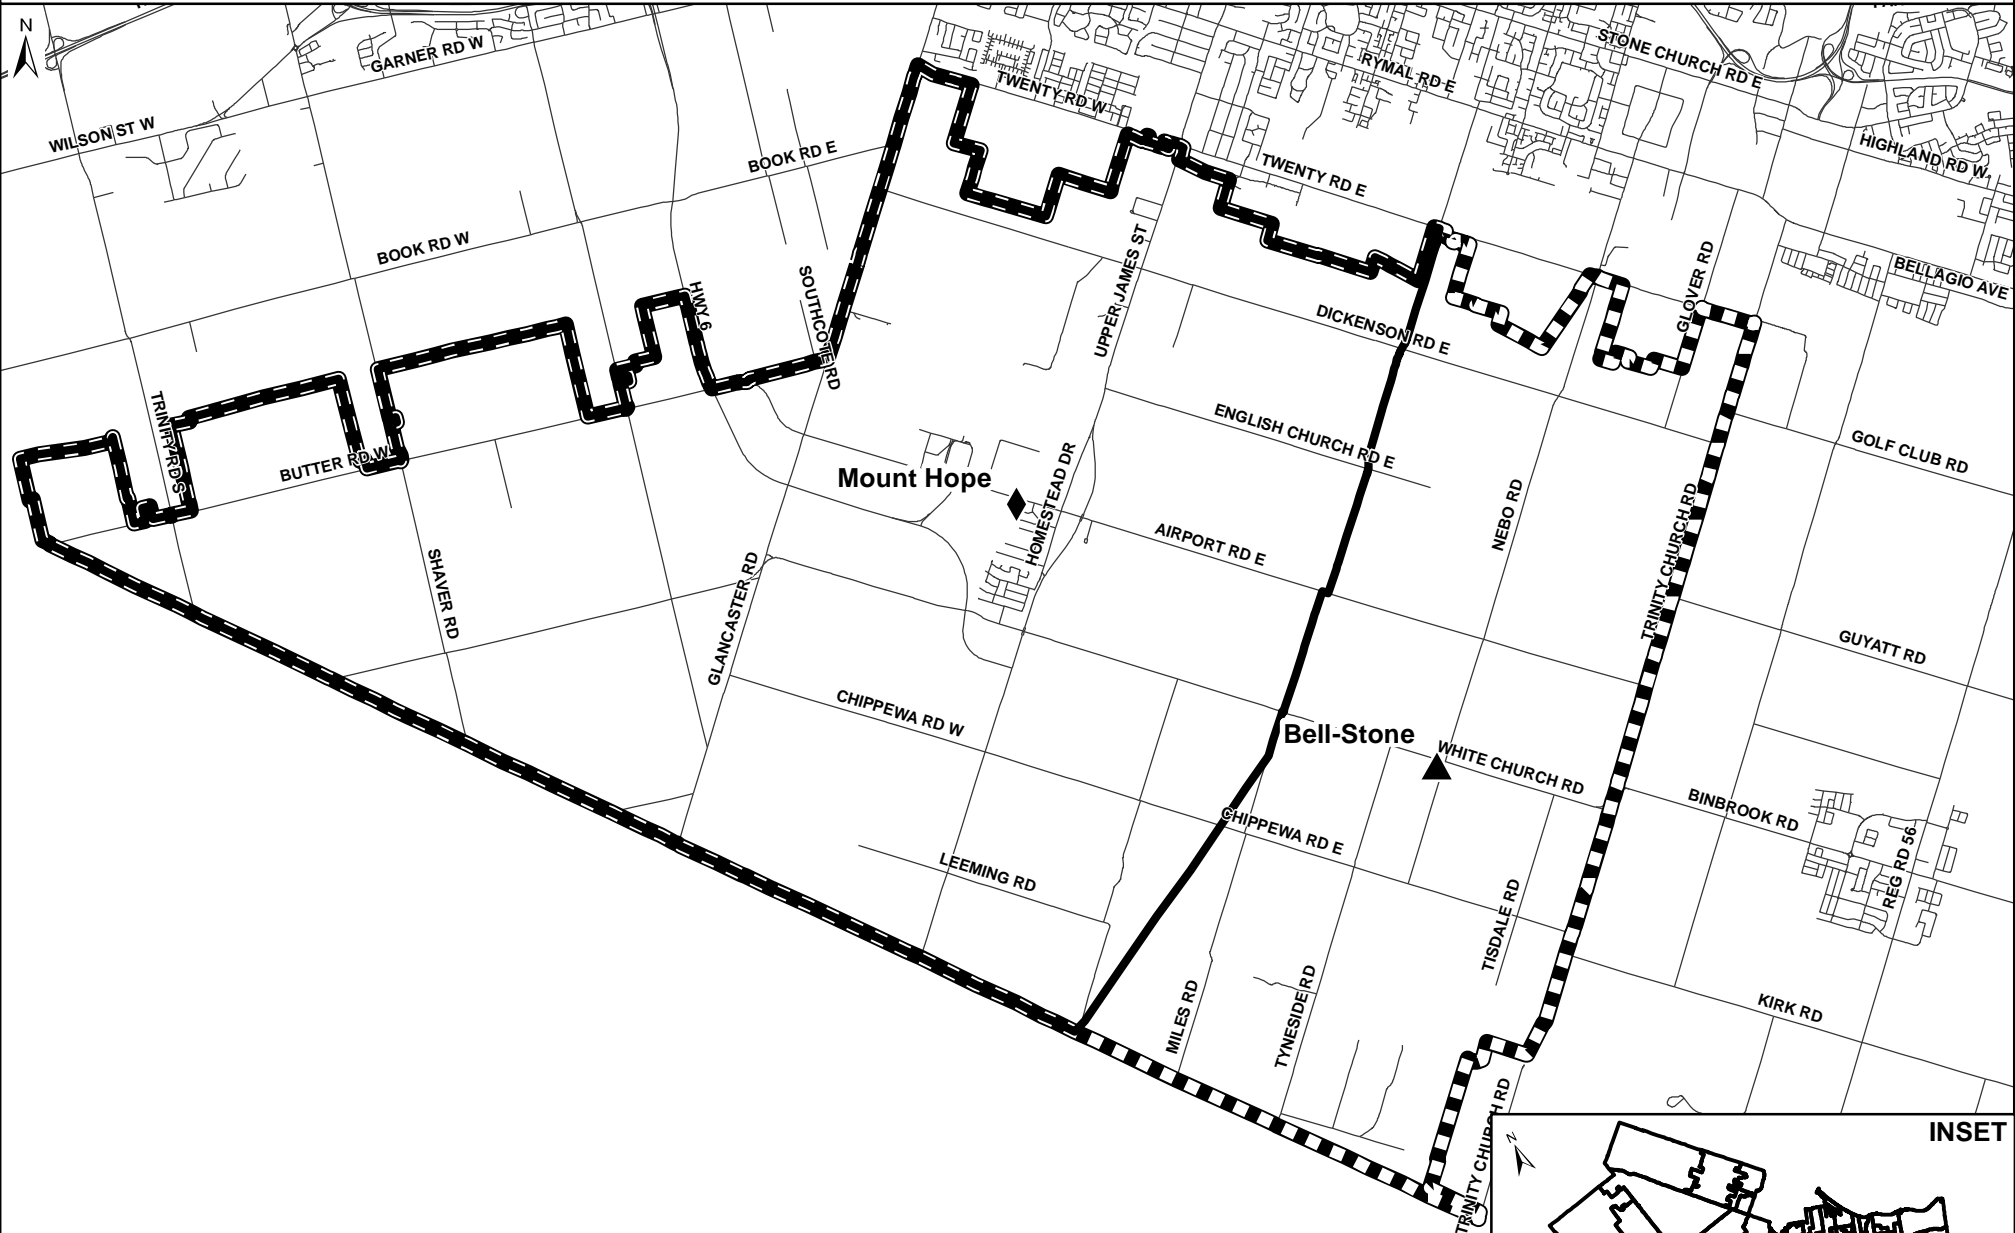 N
GARNER RD W
STONE CHURCH RD E
RYMAL RD E
TWENTY RD W
WILSON ST W
BOOK RD E
HIGHLAND RD W
TWENTY RD E
BOOK RD W
UPPER JAMES ST
GLOVER RD
BELLAGIO AVE
HWY 6
SOUTHCOTE RD
DICKENSON RD E
TRINITY RD S
ENGLISH CHURCH RD E
GOLF CLUB RD
BUTTER RD W
Mount Hope
HOMESTEAD DR
NEBO RD
TRINITY CHURCH RD
AIRPORT RD E
SHAVER RD
GLANCASTER RD
GUYATT RD
CHIPPEWA RD W
Bell-Stone
WHITE CHURCH RD
BINBROOK RD
CHIPPEWA RD E
REG RD 56
LEEMING RD
TISDALE RD
KIRK RD
MILES RD
TYNESIDE RD
TRINITY CHURCH RD
INSET
N